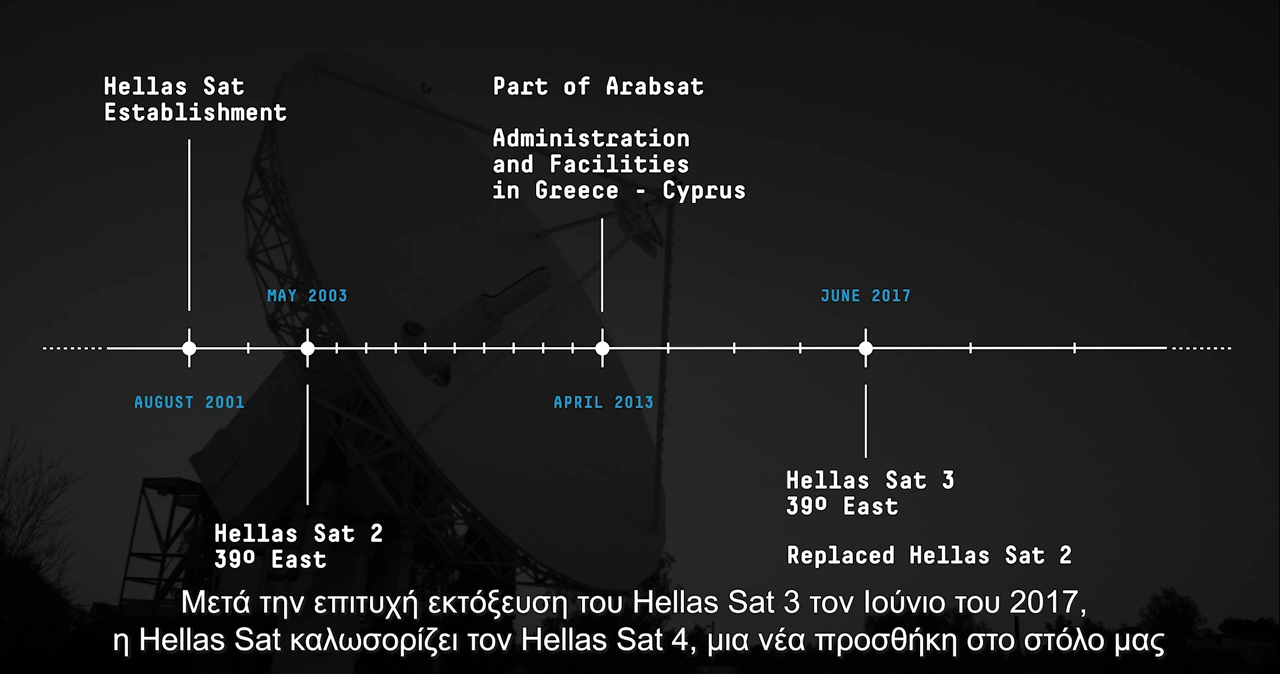 Hellas Sat
Establishment
Part of Arabsat
Administration
and Facilities
in Greece - Cyprus
MAY 2003
JUNE 2017
AUGUST 2001
APRIL 2013
Hellas Sat 3
39º East
Replaced Hellas Sat 2
Hellas Sat 2
39º East
Μετά την επιτυχή εκτόξευση του Hellas Sat 3 τον Ιούνιο του 2017,
η Hellas Sat καλωσορίζει τον Hellas Sat 4, μια νέα προσθήκη στο στόλο μας